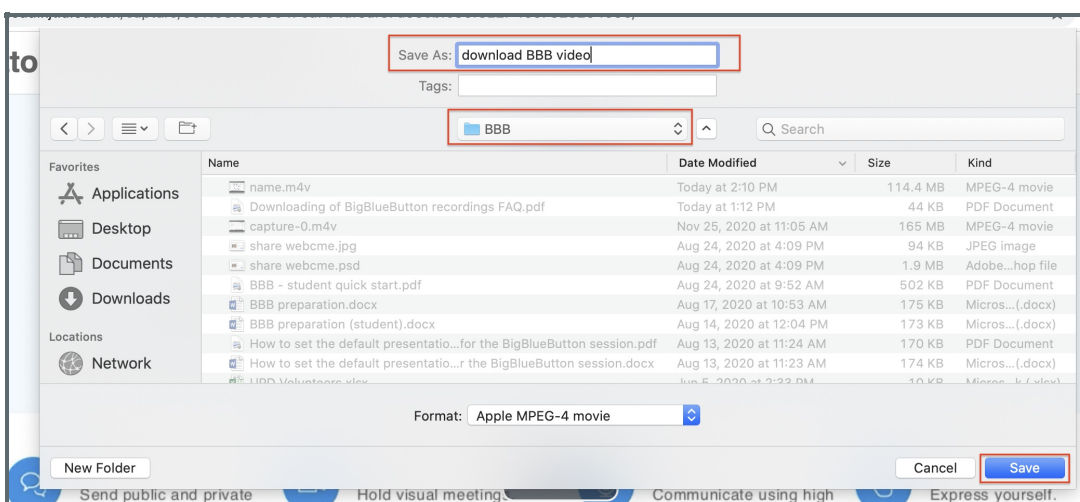 to
Save As: download BBB video
Tags:
BBB
Search
Favorites
Applications
Desktop
Documents
Downloads
Locations
Network
Name Date Modified Size Kind
name.m4v Today at 2:10 PM 114.4 MB MPEG-4 movie
Downloading of BigBlueButton recordings FAQ.pdf Today at 1:12 PM 44 KB PDF Document
capture-0.m4v Nov 25, 2020 at 11:05 AM 165 MB MPEG-4 movie
share webcme.jpg Aug 24, 2020 at 4:09 PM 94 KB JPEG image
share webcme.psd Aug 24, 2020 at 4:09 PM 1.9 MB Adobe...hop file
BBB - student quick start.pdf Aug 24, 2020 at 9:52 AM 502 KB PDF Document
BBB preparation.docx Aug 17, 2020 at 10:53 AM 175 KB Micros...(.docx)
BBB preparation (student).docx Aug 14, 2020 at 12:04 PM 173 KB Micros...(.docx)
How to set the default presentatio...for the BigBlueButton session.pdf Aug 13, 2020 at 11:24 AM 170 KB PDF Document
How to set the default presentatio...r the BigBlueButton session.docx Aug 13, 2020 at 11:23 AM 174 KB Micros...(.docx)
Format: Apple MPEG-4 movie
New Folder Cancel Save
Send public and private Hold visual meetings Communicate using high Express yourself.